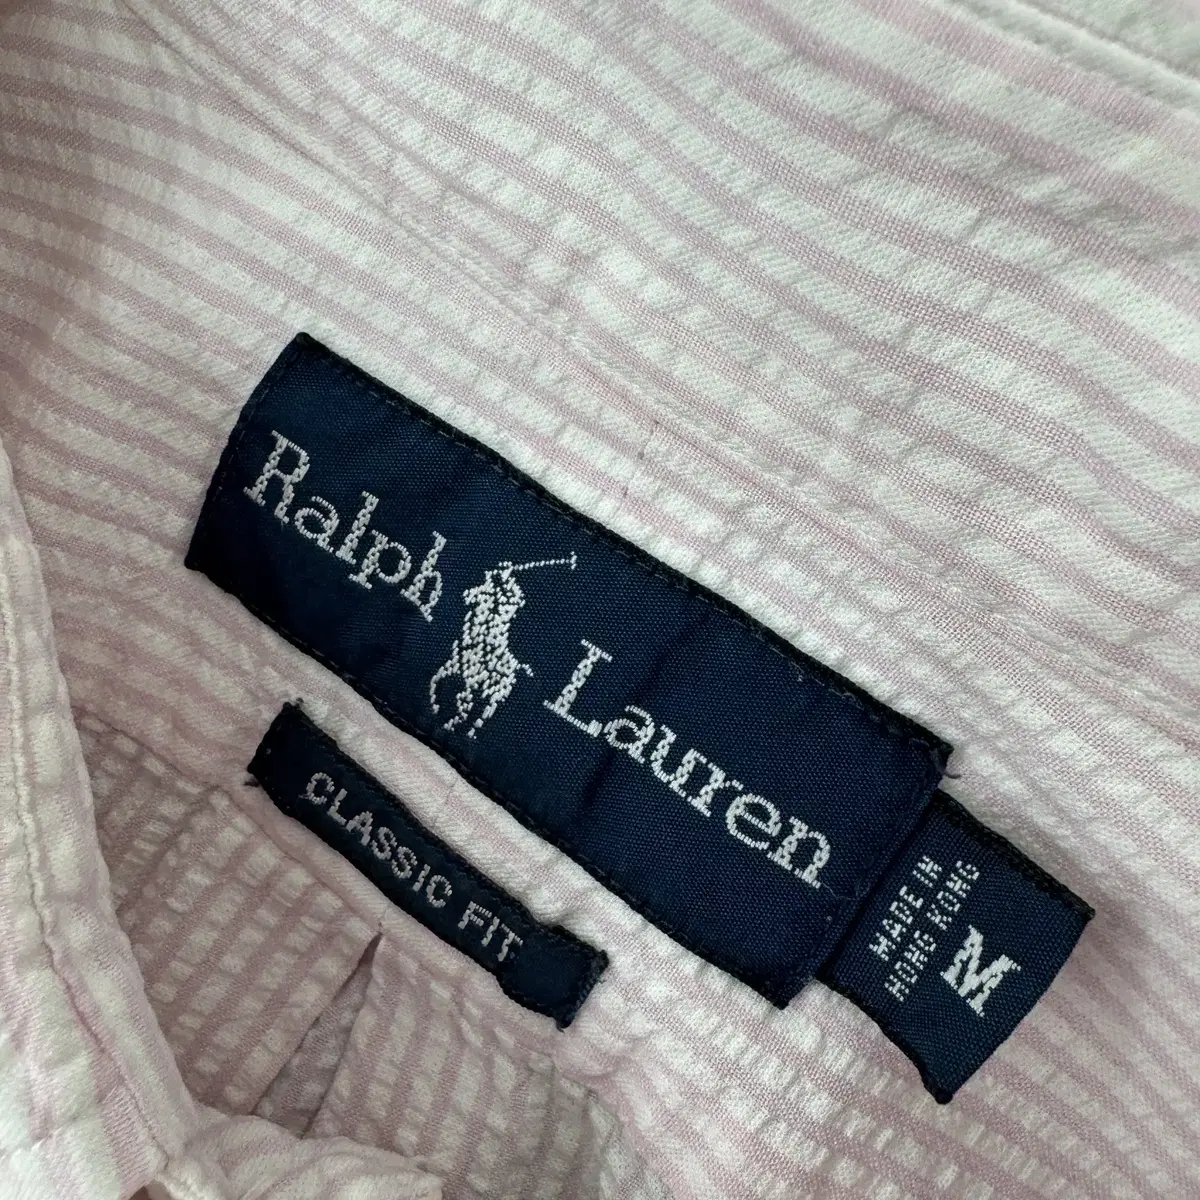 Ralph Lauren
CLASSIC FIT
MADE IN
HONG KONG
M